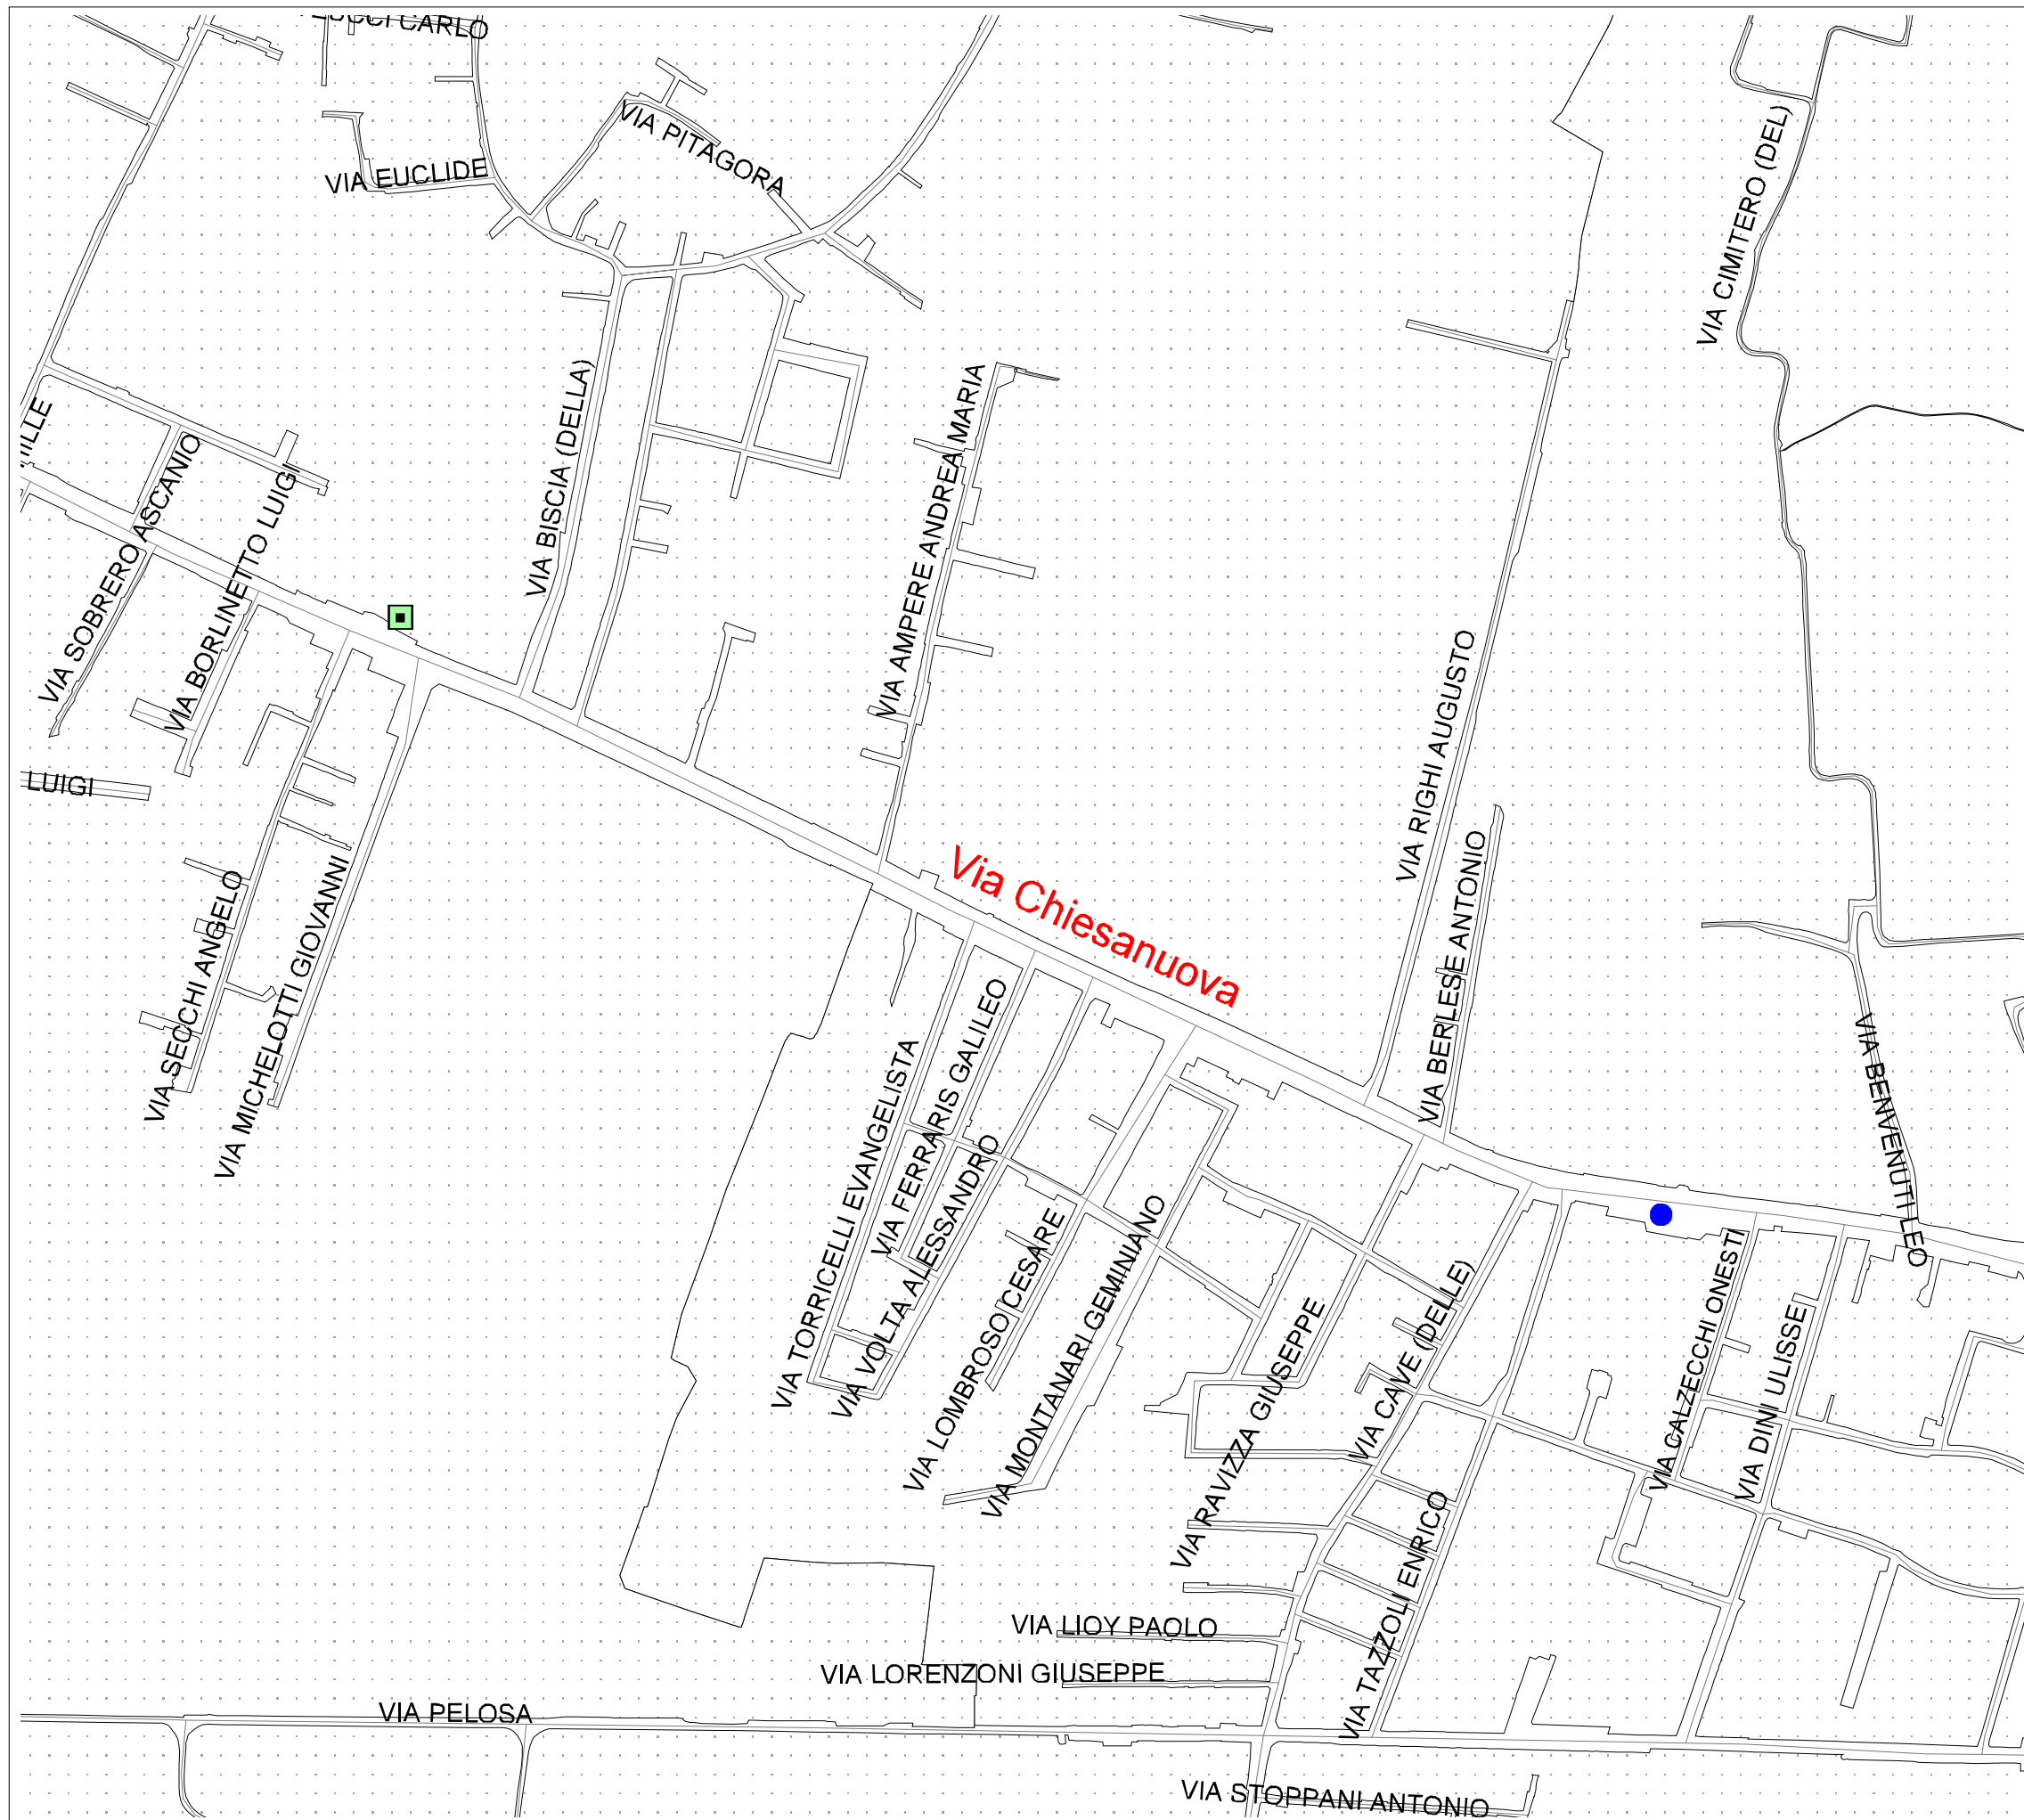 CARLO
VIA PITAGORA
VIA EUCLIDE
VIA CIMITERO (DEL)
VIA BISCIA (DELLA)
VIA AMPERE ANDREA MARIA
VIA SOBRERO ASCANIO
VIA BORLINETTO LUIGI
VIA RIGHI AUGUSTO
LUIGI
VIA BERLESE ANTONIO
Via Chiesanuova
VIA SECCHI ANGELO
VIA MICHELOTTI GIOVANNI
VIA BENVENUTI LEO
VIA TORRICELLI EVANGELISTA
VIA FERRARIS GALILEO
VIA VOLTA ALESSANDRO
VIA LOMBROSO CESARE
VIA MONTANARI GEMINIANO
VIA RAVIZZA GIUSEPPE
VIA CAVE (DELLE)
VIA CALZECCHI ONESTI
VIA DINI ULISSE
VIA TAZZOLI ENRICO
VIA LIOY PAOLO
VIA LORENZONI GIUSEPPE
VIA PELOSA
VIA STOPPANI ANTONIO